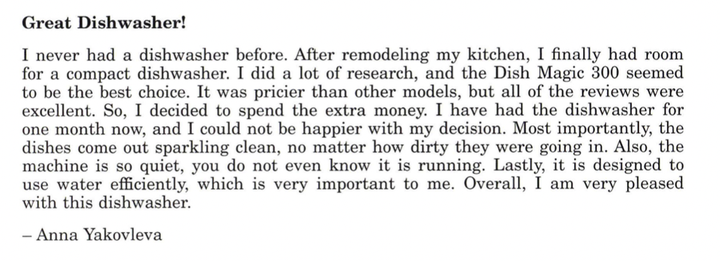 Great Dishwasher!
I never had a dishwasher before. After remodeling my kitchen, I finally had room
for a compact dishwasher. I did a lot of research, and the Dish Magic 300 seemed
to be the best choice. It was pricier than other models, but all of the reviews were
excellent. So, I decided to spend the extra money. I have had the dishwasher for
one month now, and I could not be happier with my decision. Most importantly, the
dishes come out sparkling clean, no matter how dirty they were going in. Also, the
machine is so quiet, you do not even know it is running. Lastly, it is designed to
use water efficiently, which is very important to me. Overall, I am very pleased
with this dishwasher.
– Anna Yakovleva